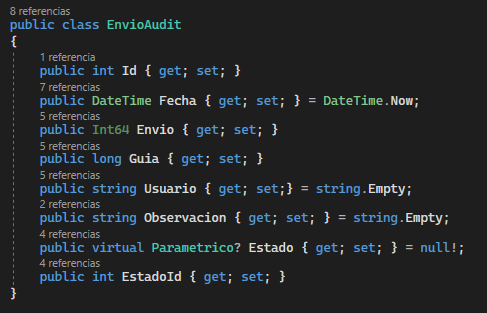 8 referencias
public class EnvioAudit
{
1 referencia
public int Id { get; set; }
7 referencias
public DateTime Fecha { get; set; } = DateTime.Now;
5 referencias
public Int64 Envio { get; set; }
5 referencias
public long Guia { get; set; }
5 referencias
public string Usuario { get; set;} = string.Empty;
2 referencias
public string Observacion { get; set; } = string.Empty;
4 referencias
public virtual Parametrico? Estado { get; set; } = null!;
4 referencias
public int EstadoId { get; set; }
}